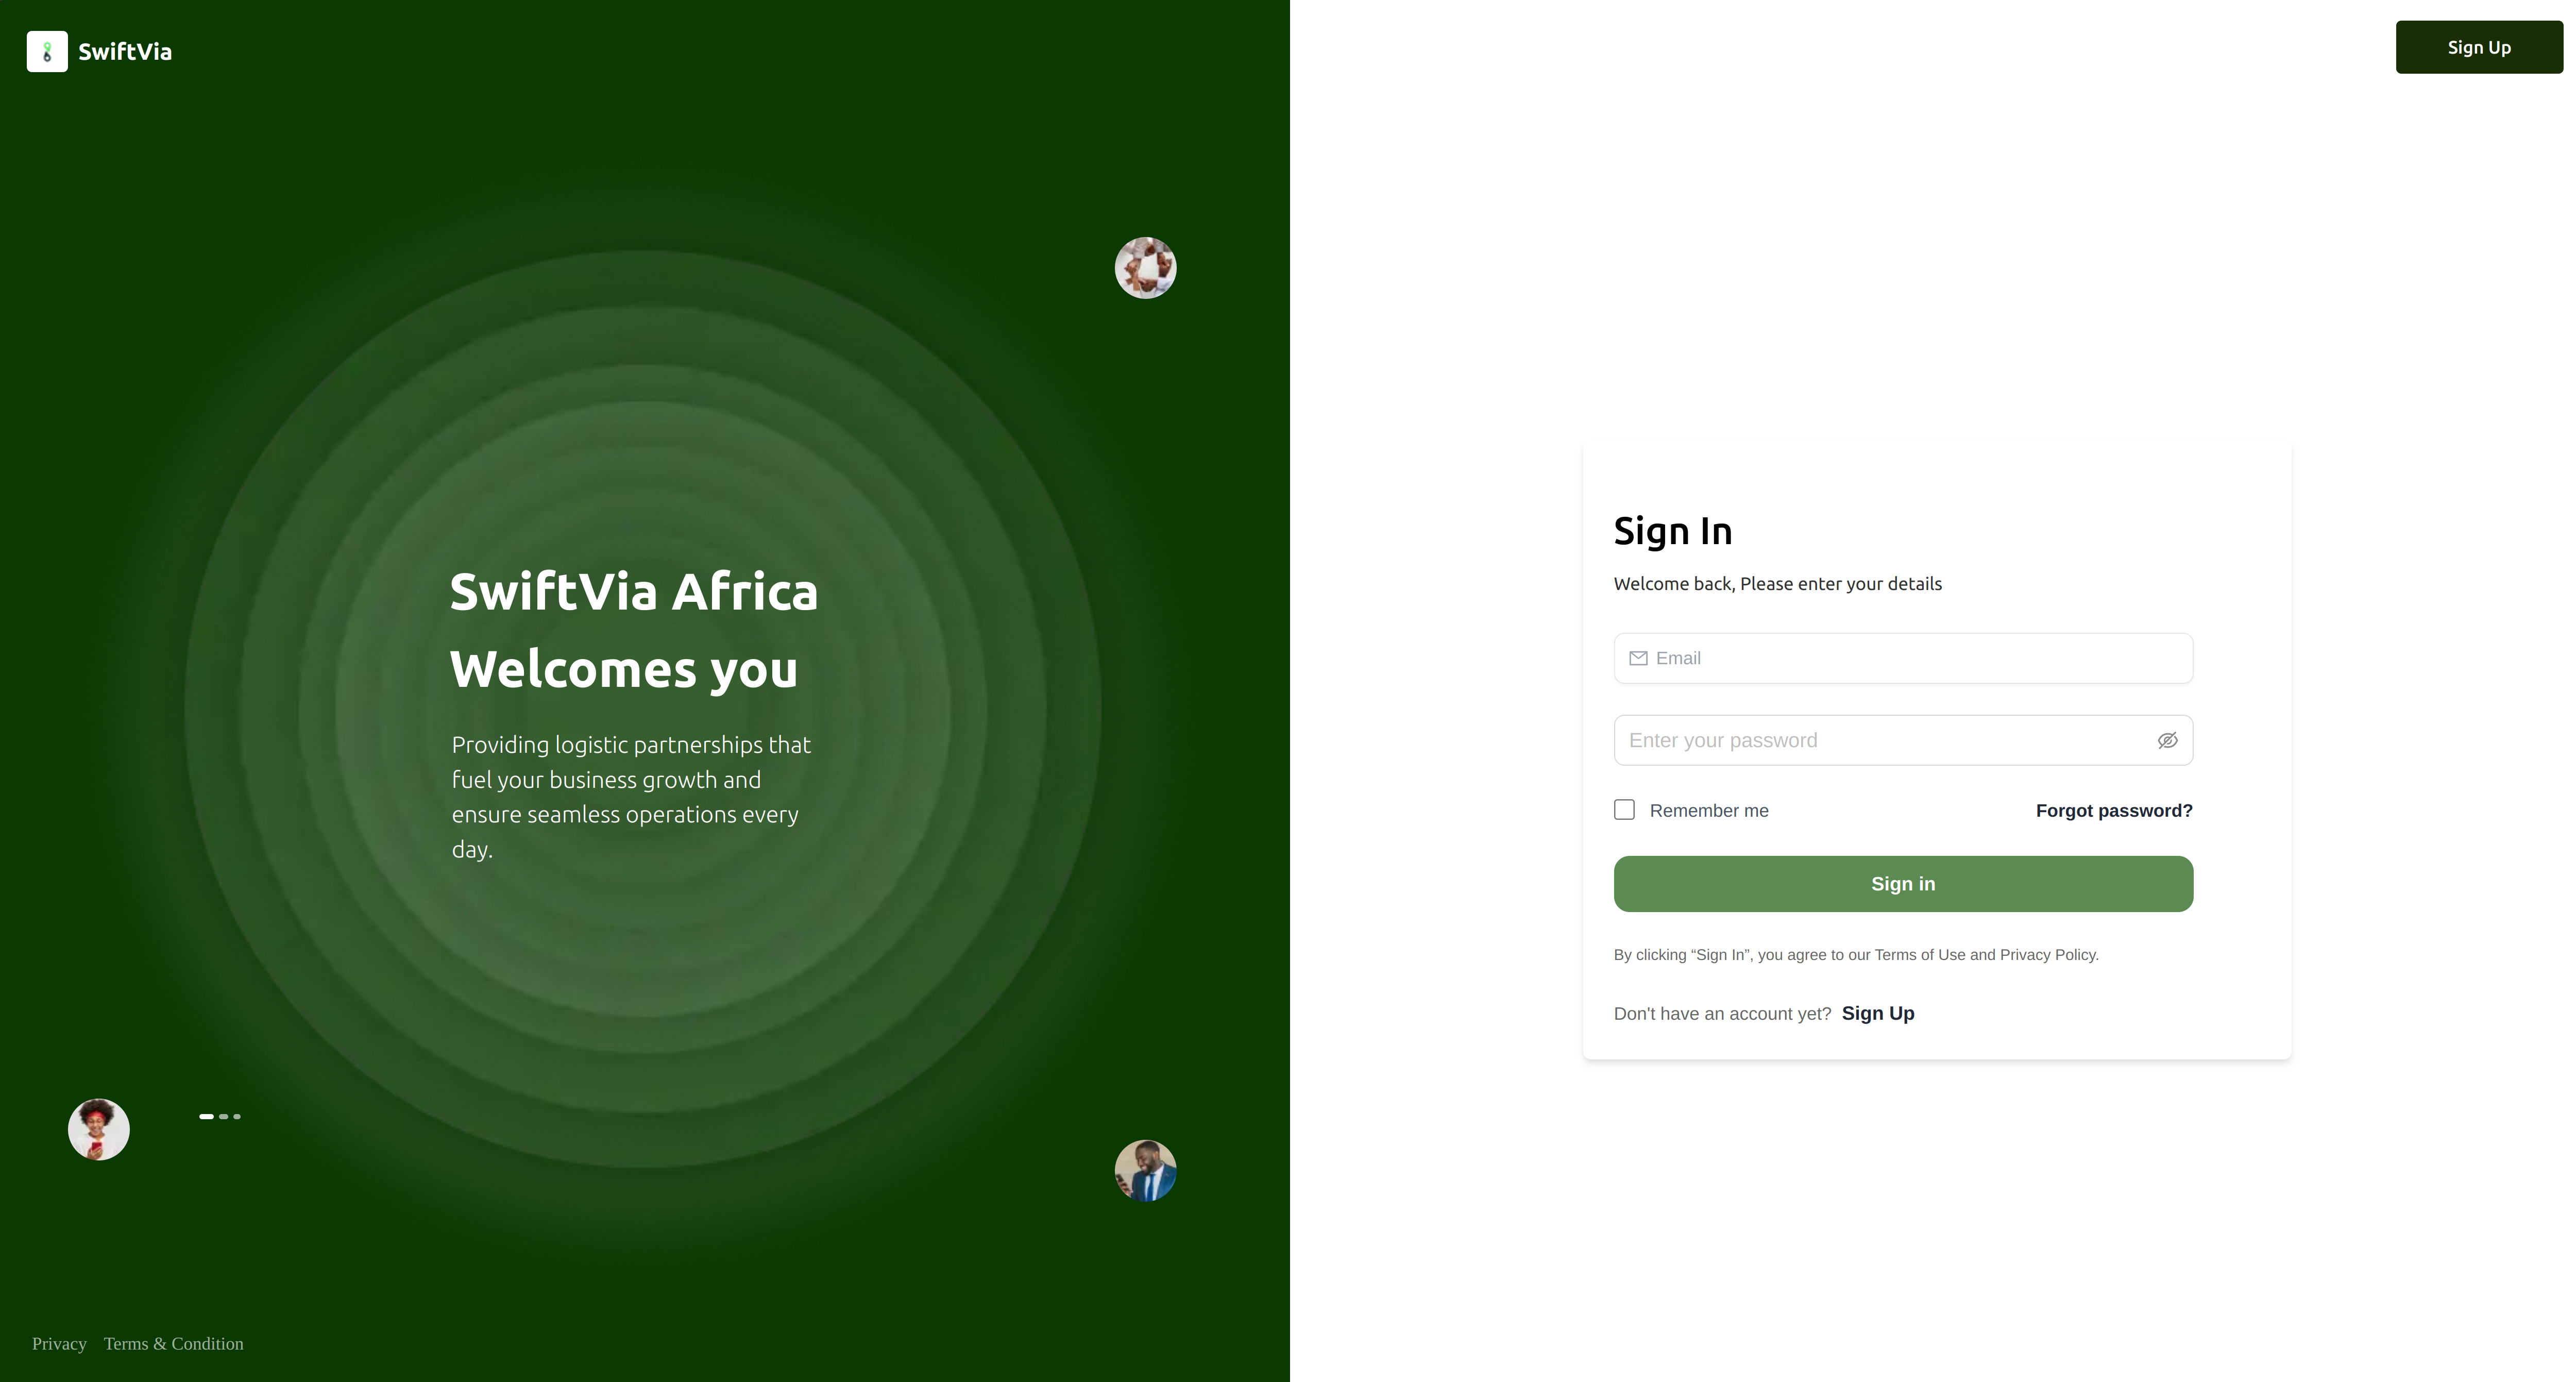 SwiftVia
Sign Up
SwiftVia Africa
Welcomes you
Providing logistic partnerships that
fuel your business growth and
ensure seamless operations every
day.
Privacy
Terms & Condition
Sign In
Welcome back, Please enter your details
Email
Enter your password
Remember me
Forgot password?
Sign in
By clicking “Sign In”, you agree to our Terms of Use and Privacy Policy.
Don't have an account yet? Sign Up